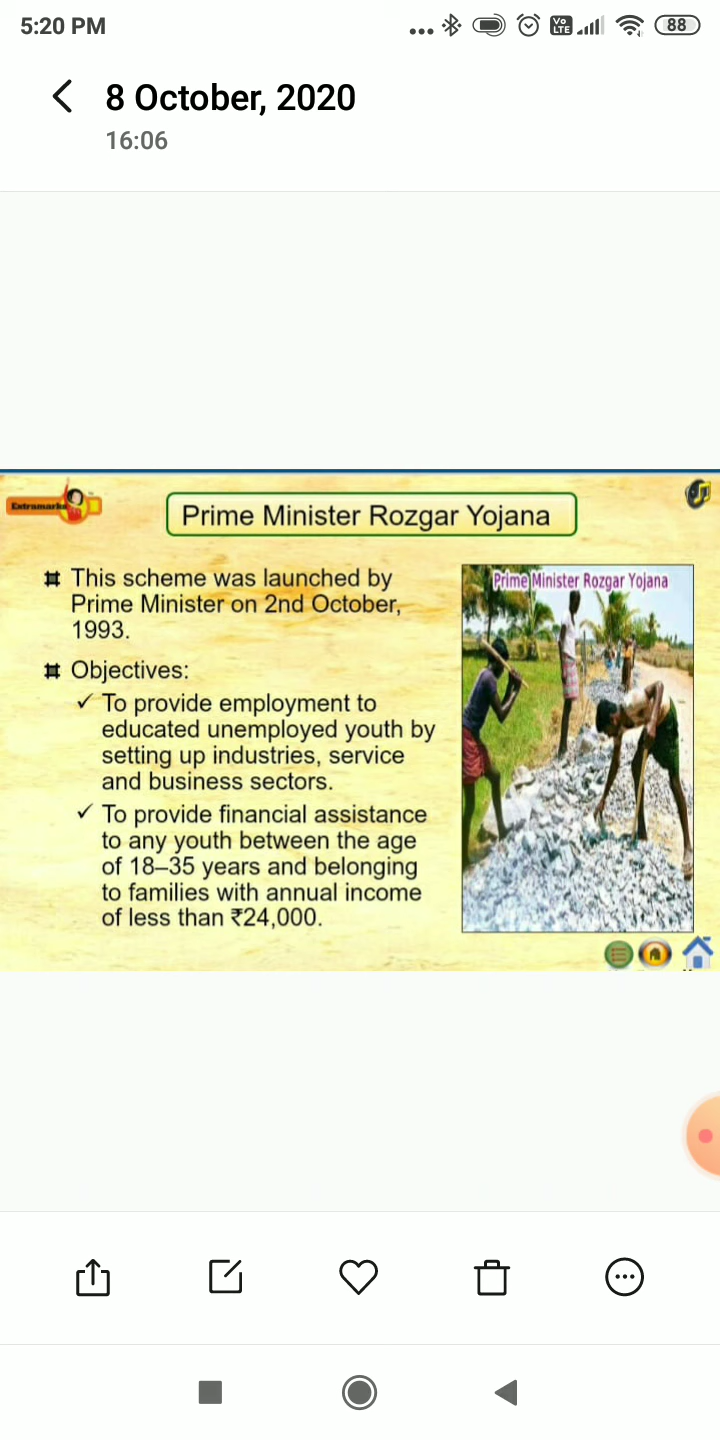 5:20 PM
Vo
LTE
88
8 October, 2020
16:06
Extramarks
Prime Minister Rozgar Yojana
This scheme was launched by
Prime Minister on 2nd October,
1993.
Objectives:
✓ To provide employment to
educated unemployed youth by
setting up industries, service
and business sectors.
✓ To provide financial assistance
to any youth between the age
of 18–35 years and belonging
to families with annual income
of less than ₹24,000.
Prime Minister Rozgar Yojana